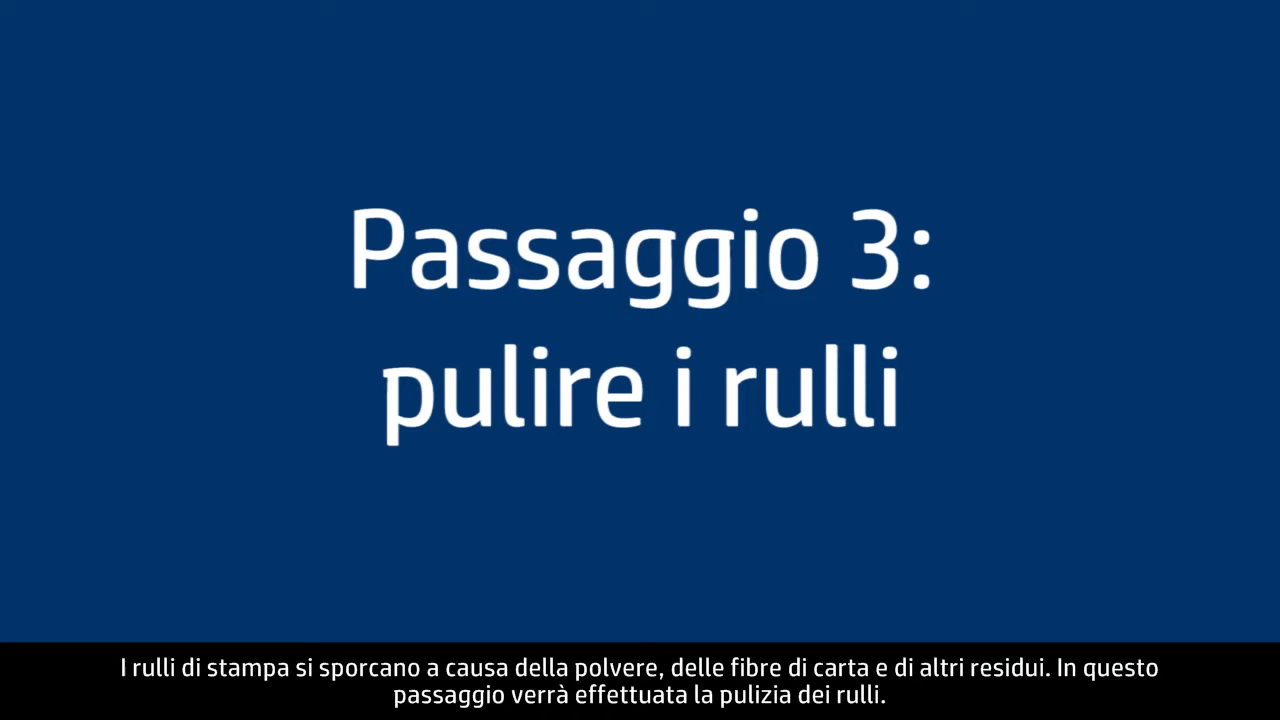 Passaggio 3:
pulire i rulli
I rulli di stampa si sporcano a causa della polvere, delle fibre di carta e di altri residui. In questo
passaggio verrà effettuata la pulizia dei rulli.